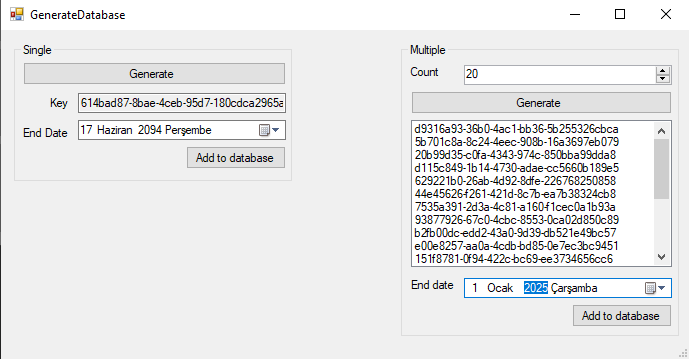 GenerateDatabase
Single
Generate
Key 614bad87-8bae-4ceb-95d7-180cdca2965a
End Date 17 Haziran 2094 Perşembe
Add to database
Multiple
Count 20
Generate
d9316a93-36b0-4ac1-bb36-5b255326cbca
5b701c8a-8c24-4eec-908b-16a3697eb079
20b99d35-c0fa-4343-974c-850bba99dda8
d115c849-1b14-4730-adae-cc5660b189e5
629221b0-26ab-4d92-8dfe-226768250858
44e45626-f261-421d-8c7b-ea7b38324cb8
7535a391-2d3a-4c81-a160-f1cec0a1b93a
93877926-67c0-4cbc-8553-0ca02d850c89
b2fb00dc-edd2-43a0-9d39-db521e49bc57
e00e8257-aa0a-4cdb-bd85-0e7ec3bc9451
151f8781-0f94-422c-bc69-ee3734656cc6
End date 1 Ocak 2025 Çarşamba
Add to database